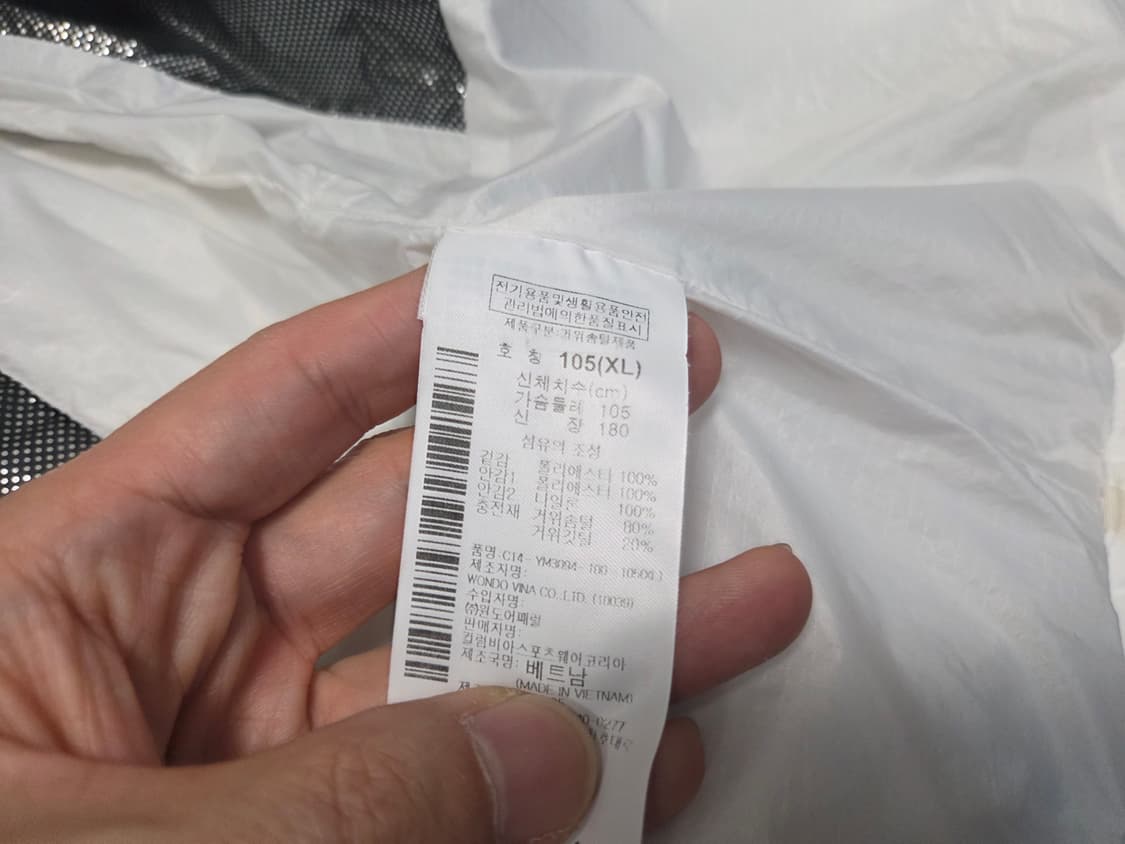 전기용품및생활용품안전
관리법에의한품질표시
제품구분:거위솜털제품
호 칭 105(XL)
신체치수(cm)
가슴둘레 105
신 장 180
섬유의 조성
겉감 폴리에스터 100%
안감1 폴리에스터 100%
안감2 나일론 100%
충전재 거위솜털 80%
거위깃털 20%
품명:C14-YM3094-100-105(XL)
제조자명:
WONDO VINA CO.,LTD. (10039)
수입자명:
㈜원도어패럴
판매자명:
컬럼비아스포츠웨어코리아
제조국명: 베트남
(MADE IN VIETNAM)